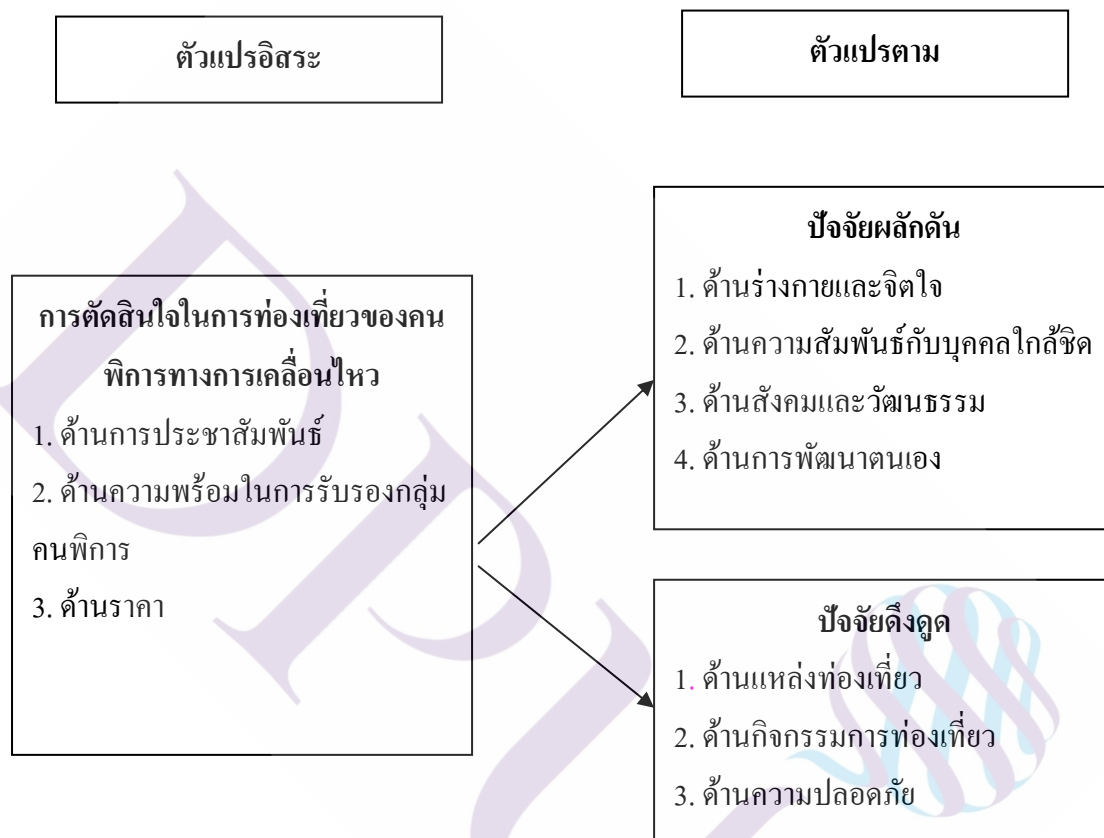 ตัวแปรอิสระ
ตัวแปรตาม
การตัดสินใจในการท่องเที่ยวของคน
พิการทางการเคลื่อนไหว
1. ด้านการประชาสัมพันธ์
2. ด้านความพร้อมในการรับรองกลุ่ม
คนพิการ
3. ด้านราคา
ปัจจัยผลักดัน
1. ด้านร่างกายและจิตใจ
2. ด้านความสัมพันธ์กับบุคคลใกล้ชิด
3. ด้านสังคมและวัฒนธรรม
4. ด้านการพัฒนาตนเอง
ปัจจัยดึงดูด
1. ด้านแหล่งท่องเที่ยว
2. ด้านกิจกรรมการท่องเที่ยว
3. ด้านความปลอดภัย
DPU